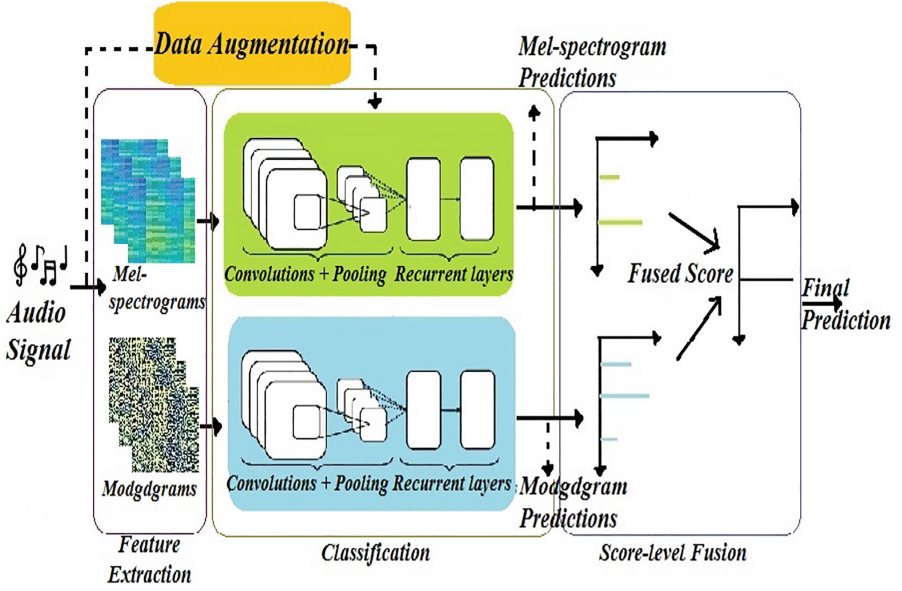 Data Augmentation
Mel-spectrogram
Predictions
Mel-
spectrograms
Audio
Signal
Convolutions + Pooling
Recurrent layers
Fused Score
Final
Prediction
Modgdgrams
Convolutions + Pooling
Recurrent layers
Modgdgram
Predictions
Feature
Extraction
Classification
Score-level Fusion